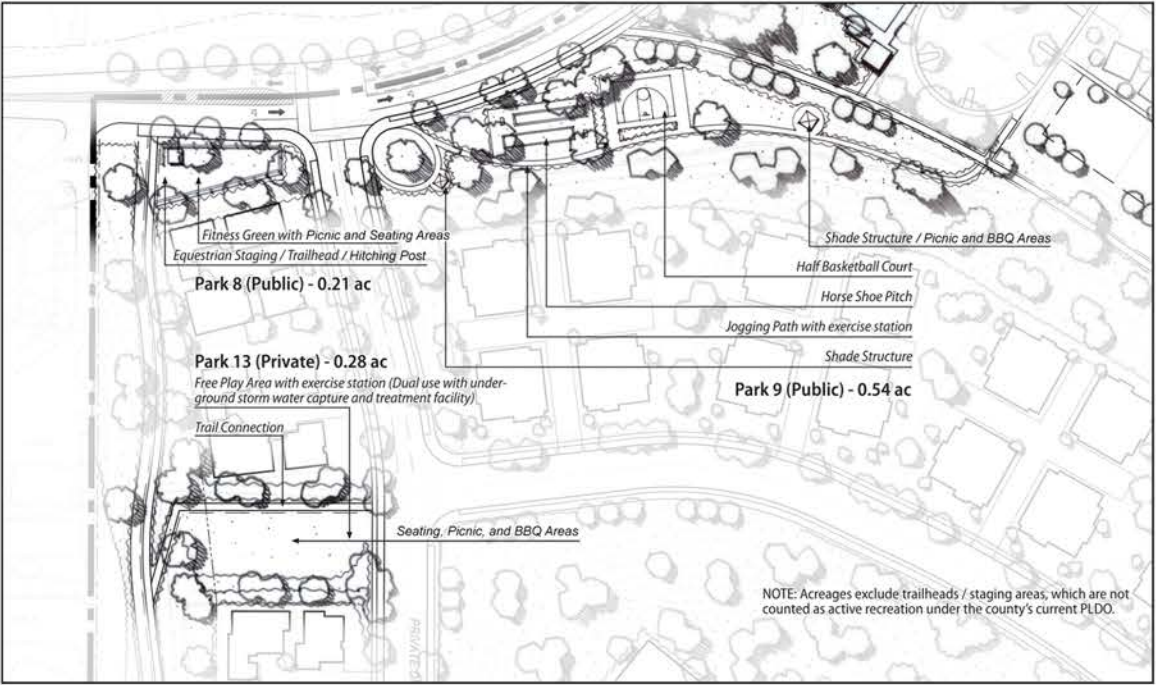 Fitness Green with Picnic and Seating Areas
Equestrian Staging / Trailhead / Hitching Post
Park 8 (Public) - 0.21 ac
Shade Structure / Picnic and BBQ Areas
Half Basketball Court
Horse Shoe Pitch
Jogging Path with exercise station
Shade Structure
Park 9 (Public) - 0.54 ac
Park 13 (Private) - 0.28 ac
Free Play Area with exercise station (Dual use with under-
ground storm water capture and treatment facility)
Trail Connection
Seating, Picnic, and BBQ Areas
NOTE: Acreages exclude trailheads / staging areas, which are not
counted as active recreation under the county's current PLDO.
PRIVATE